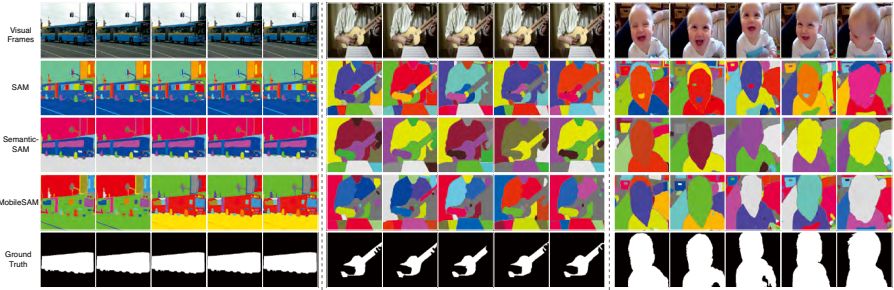 Visual
Frames
SAM
Semantic-
SAM
MobileSAM
Ground
Truth